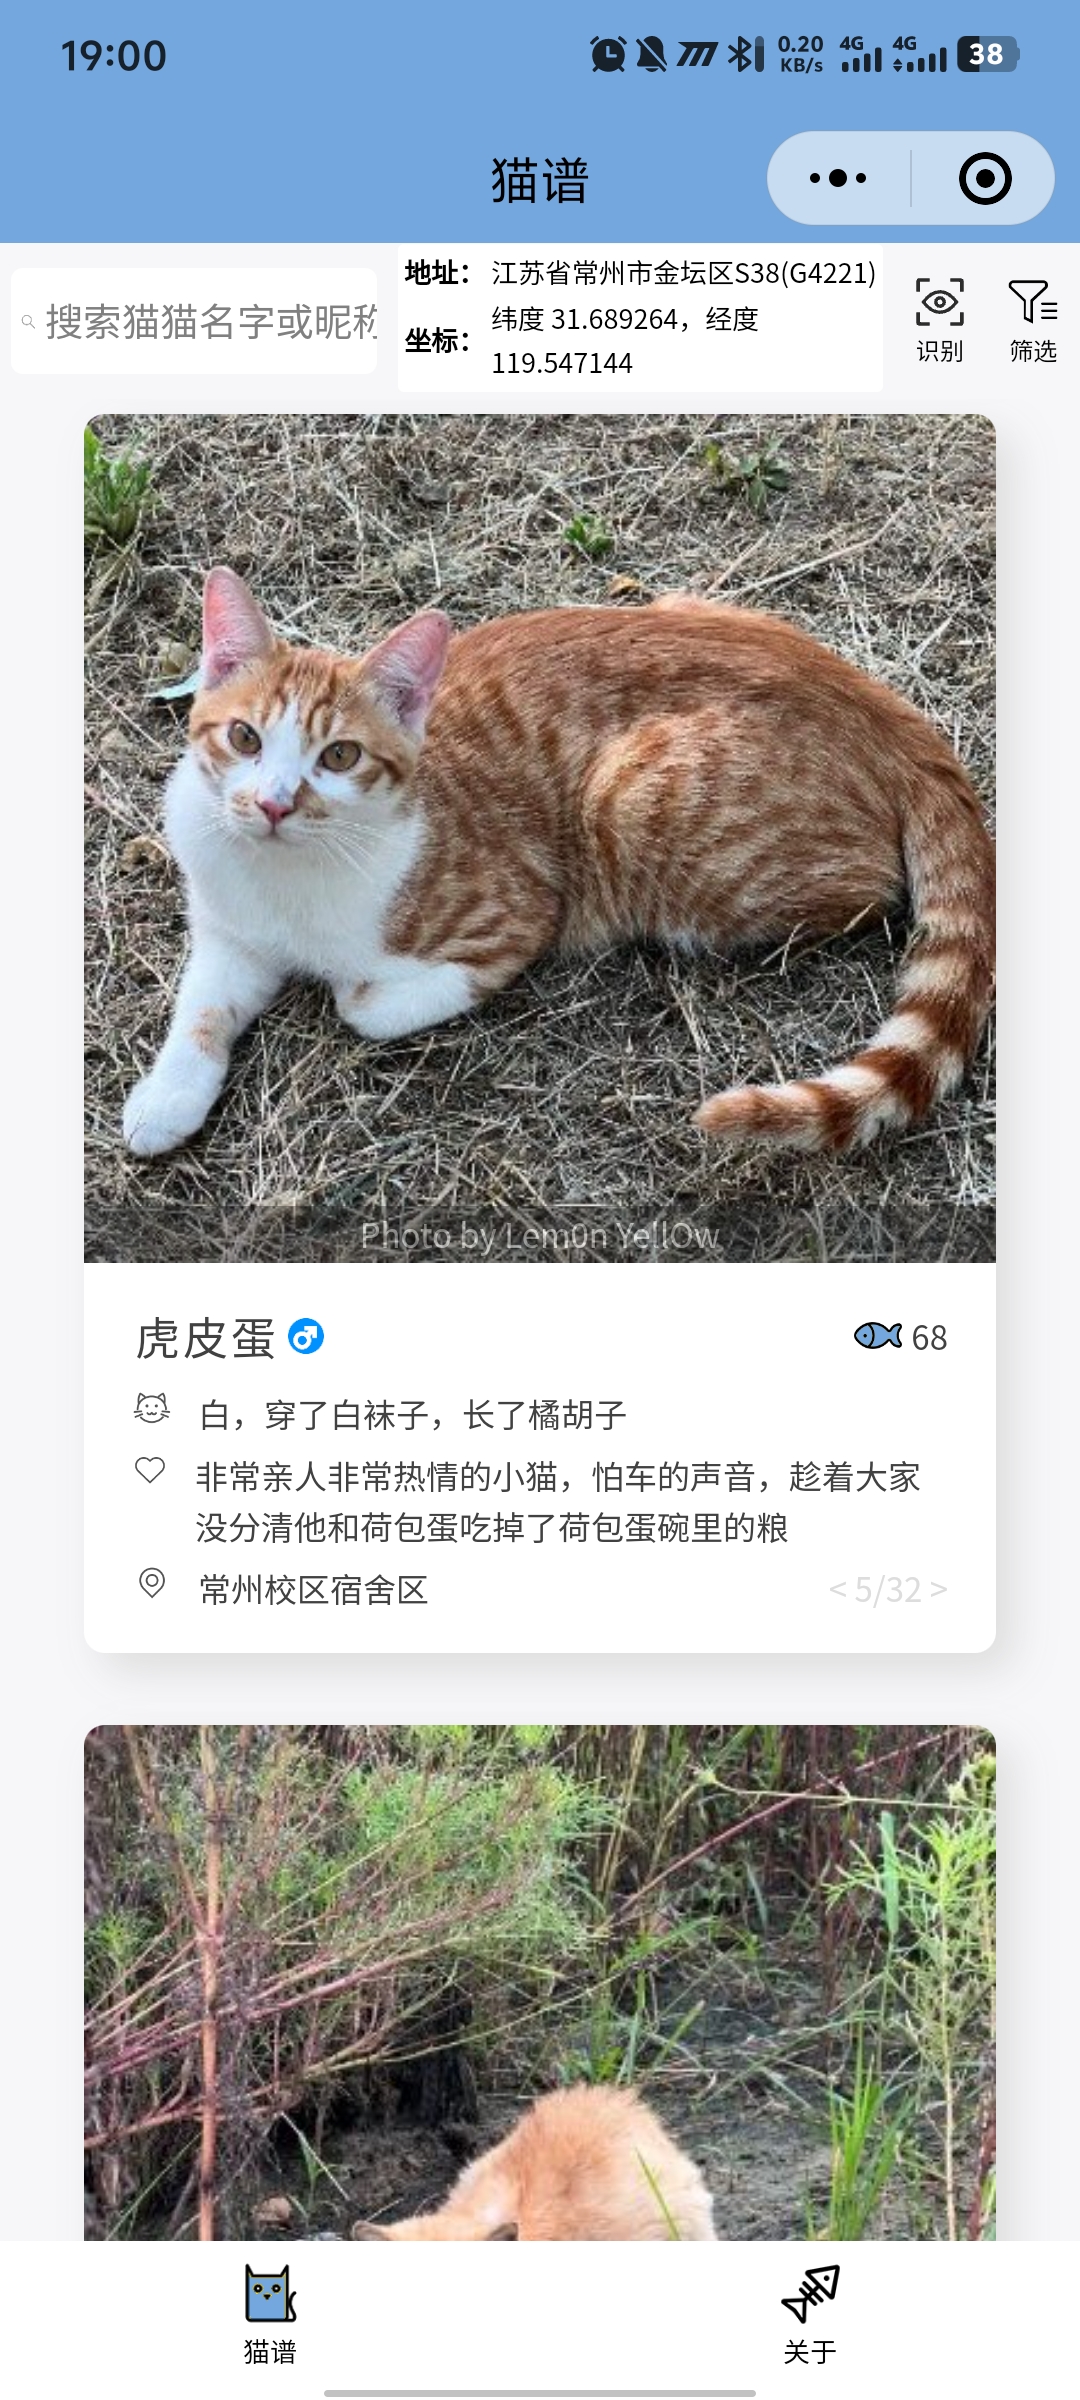 19:00
0.20
KB/s
4G
4G
38
猫谱
搜索猫猫名字或昵称
地址： 江苏省常州市金坛区S38(G4221)
坐标： 纬度 31.689264，经度
119.547144
识别
筛选
Photo by Lem0n YellOw
虎皮蛋
68
白，穿了白袜子，长了橘胡子
非常亲人非常热情的小猫，怕车的声音，趁着大家
没分清他和荷包蛋吃掉了荷包蛋碗里的粮
常州校区宿舍区
< 5/32 >
猫谱
关于